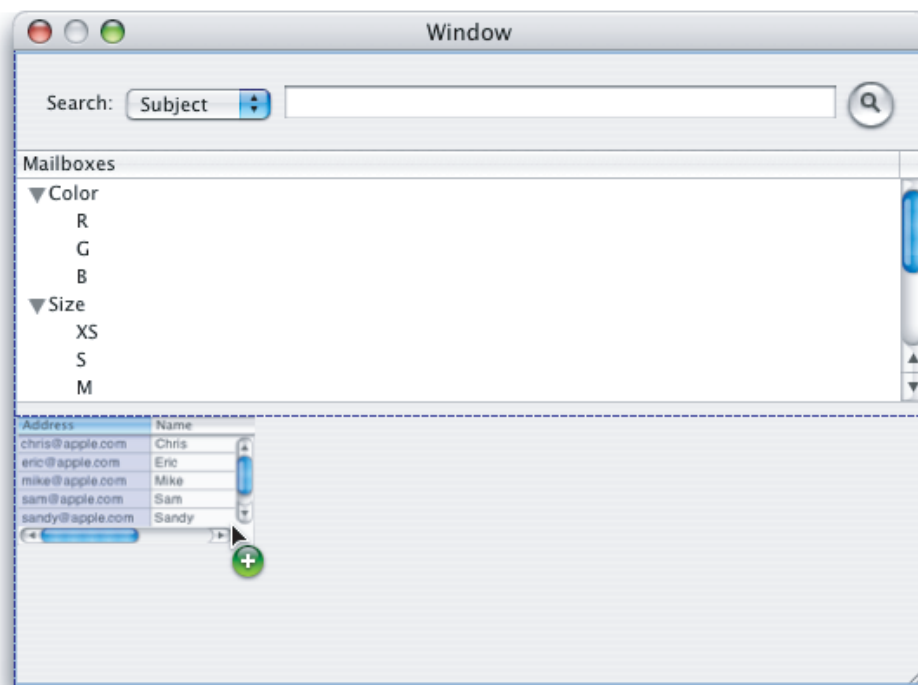 Window
Search: Subject
Mailboxes
Color
R
G
B
Size
XS
S
M
Address Name
chris@apple.com Chris
eric@apple.com Eric
mike@apple.com Mike
sam@apple.com Sam
sandy@apple.com Sandy